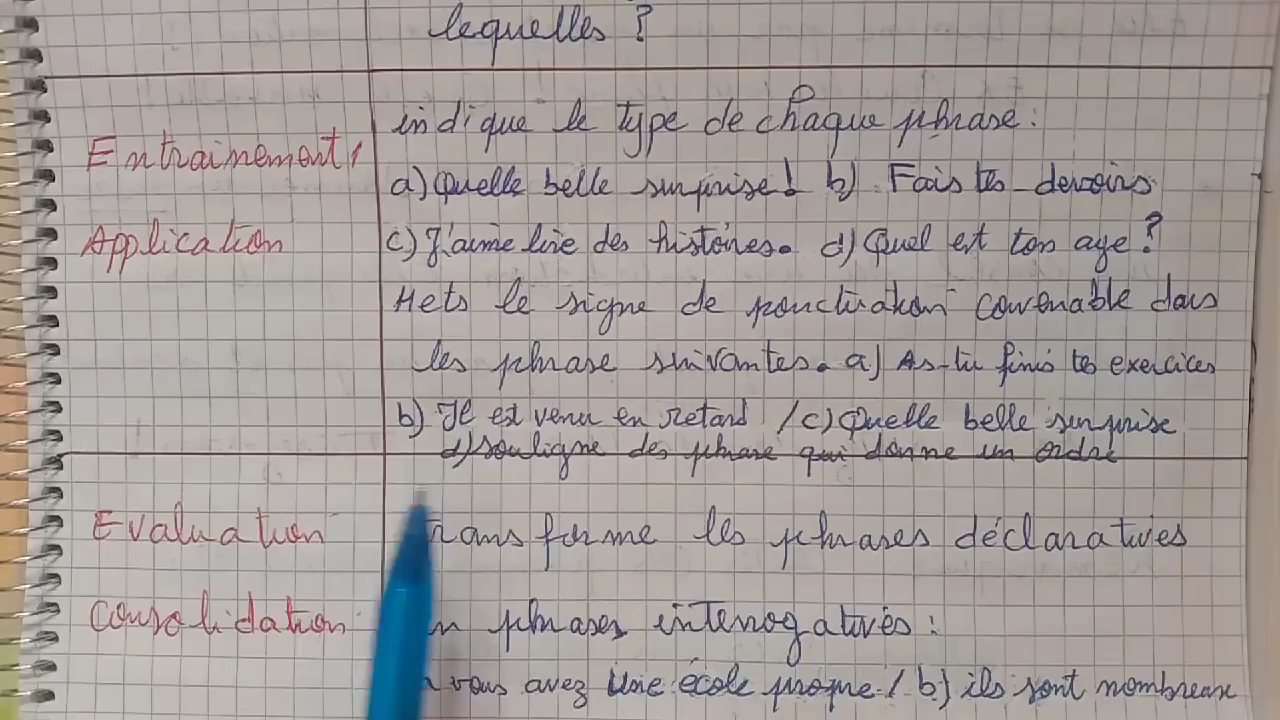 lequelles ?
indique le type de chaque phrase :
Entrainement/
a) Quelle belle surprise ! b) Fais tes devoirs
Application
c) J'aime lire des histoires. d) Quel est ton age ?
Mets le signe de ponctuation convenable dans
les phrase suivantes. a) As-tu finis tes exercices
b) Il est venu en retard / c) Quelle belle surprise
d) souligne des phrase qui donne un ordre
Evaluation
transforme les phrases déclaratives
Consolidation
phrases interrogatives :
vous avez Une école propre / b) ils sont nombreux